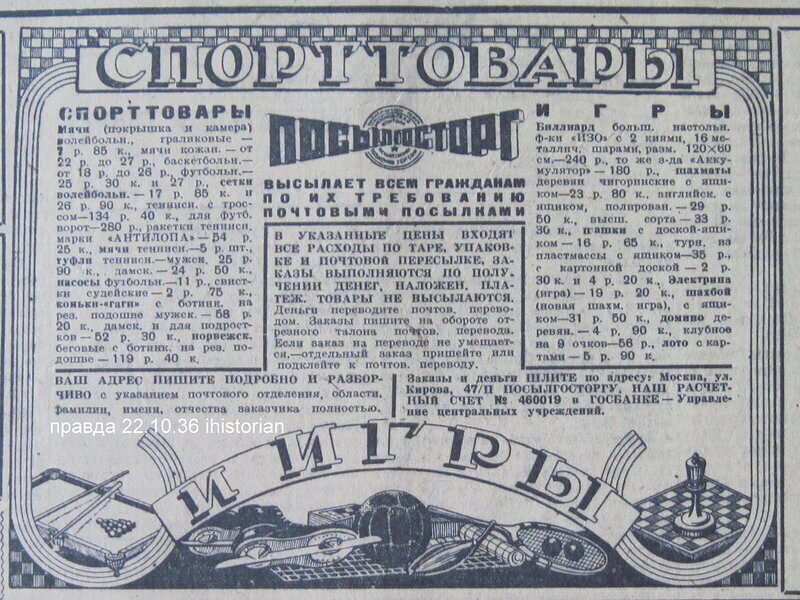 СПОРТТОВАРЫ
СПОРТТОВАРЫ
Мячи (покрышка и камера)
волейбольн., граликовые —
7 р. 85 к., мячи кожан. — от
22 р. до 27 р., баскетбольн. —
от 18 р. до 26 р., футбольн. —
25 р. 30 к. и 27 р., сетки
волейбольн. — 17 р. 85 к. и
26 р. 90 к., теннисн. с трос-
сом — 134 р. 40 к., для футб.
ворот — 280 р., ракетки теннисн.
марки «АНТИЛОПА» — 54 р.
25 к., мячи теннисн. — 5 р. шт.,
туфли теннисн. — мужск. 25 р.
90 к., дамск. — 24 р. 50 к.,
насосы футбольн. — 11 р., свист-
ки судейские — 2 р. 75 к.,
коньки-«гаги» с ботинк. на
рез. подошве мужск. — 58 р.
20 к., дамск. и для подрост-
ков — 52 р. 30 к., норвежск.
беговые с ботинк. на рез. по-
дошве — 119 р. 40 к.
ПОСЫЛГОСТОРГ
ВЫСЫЛАЕТ ВСЕМ ГРАЖДАНАМ
ПО ИХ ТРЕБОВАНИЮ
ПОЧТОВЫМИ ПОСЫЛКАМИ
В УКАЗАННЫЕ ЦЕНЫ ВХОДЯТ
ВСЕ РАСХОДЫ ПО ТАРЕ, УПАКОВ-
КЕ И ПОЧТОВОЙ ПЕРЕСЫЛКЕ, ЗА-
КАЗЫ ВЫПОЛНЯЮТСЯ ПО ПОЛУ-
ЧЕНИИ ДЕНЕГ, НАЛОЖЕН. ПЛА-
ТЕЖ. ТОВАРЫ НЕ ВЫСЫЛАЮТСЯ.
Деньги переводите почтов. перево-
дом. Заказы пишите на обороте от-
резного талона почтов. перевода.
Если заказ на переводе не умещает-
ся, — отдельный заказ пришейте или
подклейте к почтов. переводу.
ИГРЫ
Биллиард больш. настольн.
ф-ки «ИЗО» с 2 киями, 16 ме-
таллич. шарами, разм. 120×60
см. — 240 р., то же з-да «Акку-
мулятор» — 180 р., шахматы
деревян чигоринские с ящи-
ком — 23 р. 80 к., английск. с
ящиком, полирован. — 29 р.
50 к., высш. сорта — 33 р.
30 к., шашки с доской-ящи-
ком — 16 р. 65 к., турн. из
пластмассы с ящиком — 35 р.,
с картонной доской — 2 р.
30 к. и 4 р. 20 к., Электрина
(игра) — 19 р. 20 к., шахбой
(новая шахм. игра), с ящи-
ком — 31 р. 50 к., домино де-
ревян. — 4 р. 90 к., клубное
на 9 очков — 56 р., лото с кар-
тами — 5 р. 90 к.
ВАШ АДРЕС ПИШИТЕ ПОДРОБНО И РАЗБОР-
ЧИВО с указанием почтового отделения, области,
фамилии, имени, отчества заказчика полностью.
Заказы и деньги ШЛИТЕ по адресу: Москва, ул.
Кирова, 47/П ПОСЫЛГОСТОРГУ, НАШ РАСЧЕТ-
НЫЙ СЧЕТ № 460019 в ГОСБАНКЕ — Управле-
ние центральных учреждений.
правда 22.10.36 ihistorian
И ИГРЫ